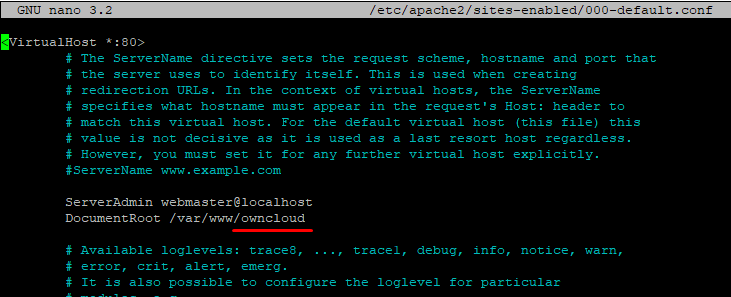 GNU nano 3.2 /etc/apache2/sites-enabled/000-default.conf
<VirtualHost *:80>
# The ServerName directive sets the request scheme, hostname and port that
# the server uses to identify itself. This is used when creating
# redirection URLs. In the context of virtual hosts, the ServerName
# specifies what hostname must appear in the request's Host: header to
# match this virtual host. For the default virtual host (this file) this
# value is not decisive as it is used as a last resort host regardless.
# However, you must set it for any further virtual host explicitly.
#ServerName www.example.com
ServerAdmin webmaster@localhost
DocumentRoot /var/www/owncloud
# Available loglevels: trace8, ..., trace1, debug, info, notice, warn,
# error, crit, alert, emerg.
# It is also possible to configure the loglevel for particular